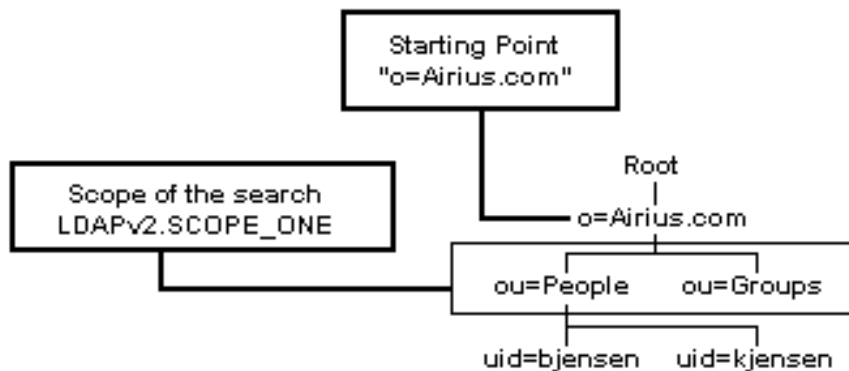 Starting Point
"o=Airius.com"
Scope of the search
LDAPv2.SCOPE_ONE
Root
o=Airius.com
ou=People ou=Groups
uid=bjensen uid=kjensen